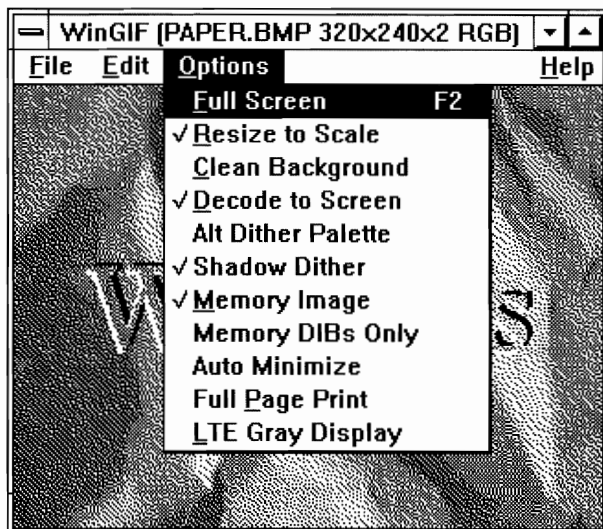 WinGIF (PAPER.BMP 320x240x2 RGB)
File Edit Options Help
Full Screen F2
✓ Resize to Scale
Clean Background
✓ Decode to Screen
Alt Dither Palette
✓ Shadow Dither
✓ Memory Image
Memory DIBs Only
Auto Minimize
Full Page Print
LTE Gray Display
W S